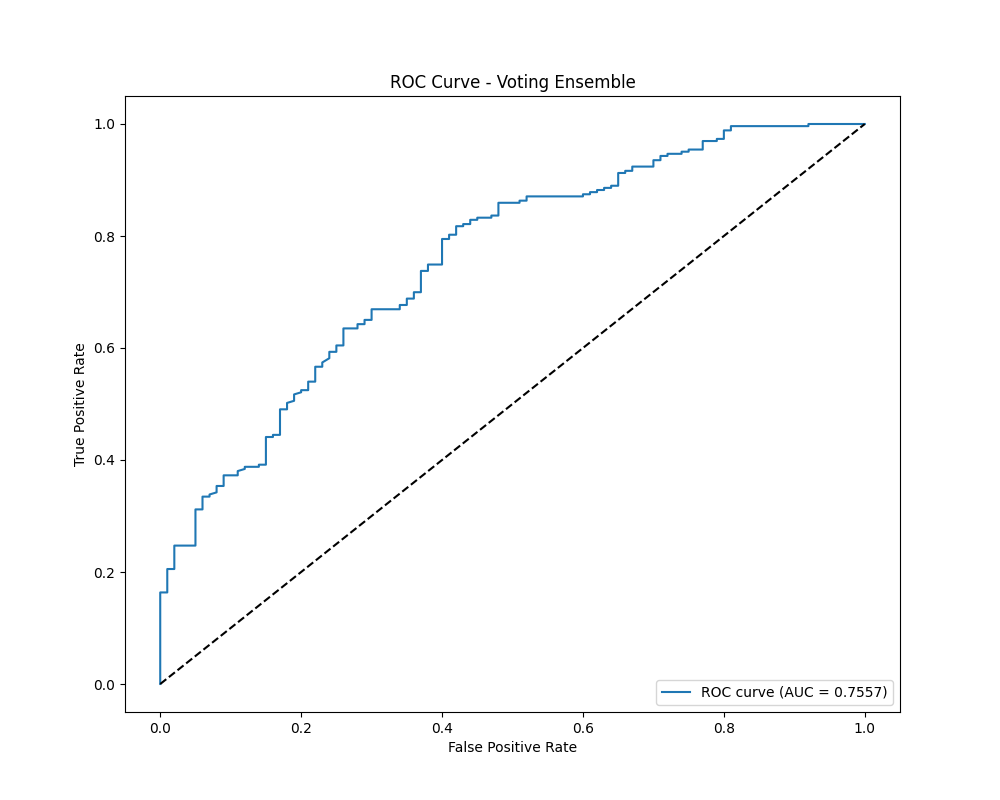 ROC Curve - Voting Ensemble
True Positive Rate
1.0
0.8
0.6
0.4
0.2
0.0
0.0 0.2 0.4 0.6 0.8 1.0
False Positive Rate
ROC curve (AUC = 0.7557)